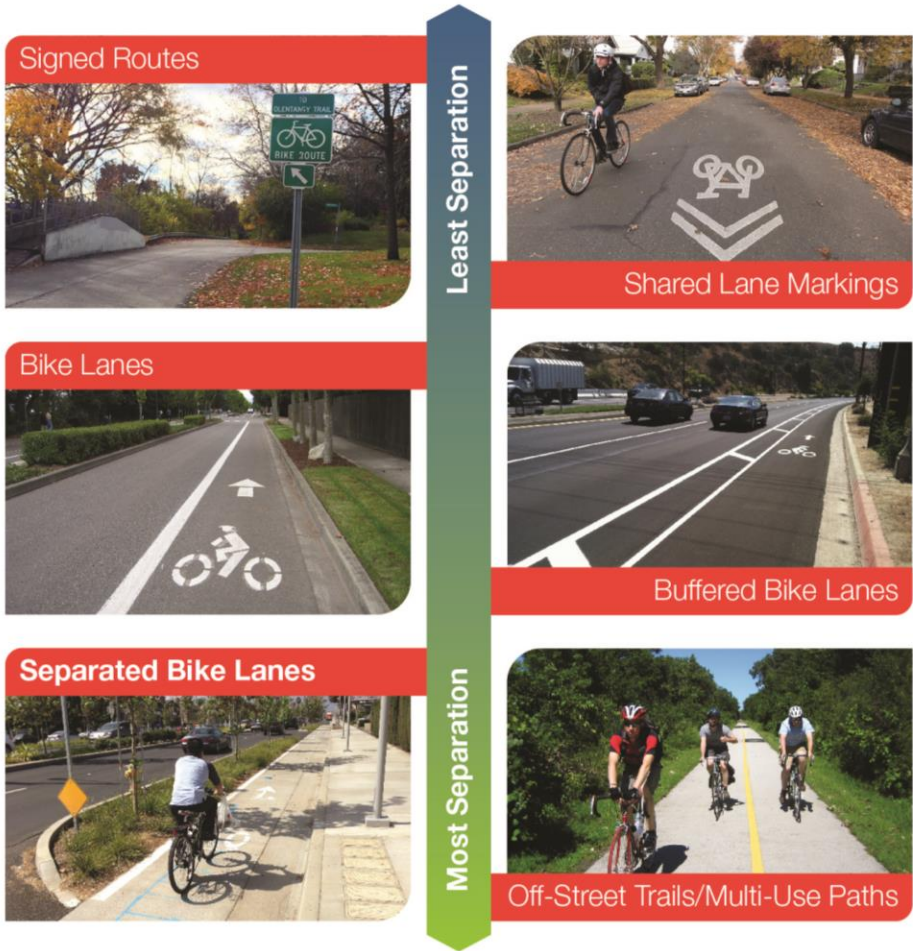 Signed Routes
TO
OLENTANGY TRAIL
BIKE ROUTE
Least Separation
Shared Lane Markings
Bike Lanes
Buffered Bike Lanes
Separated Bike Lanes
Most Separation
Off-Street Trails/Multi-Use Paths